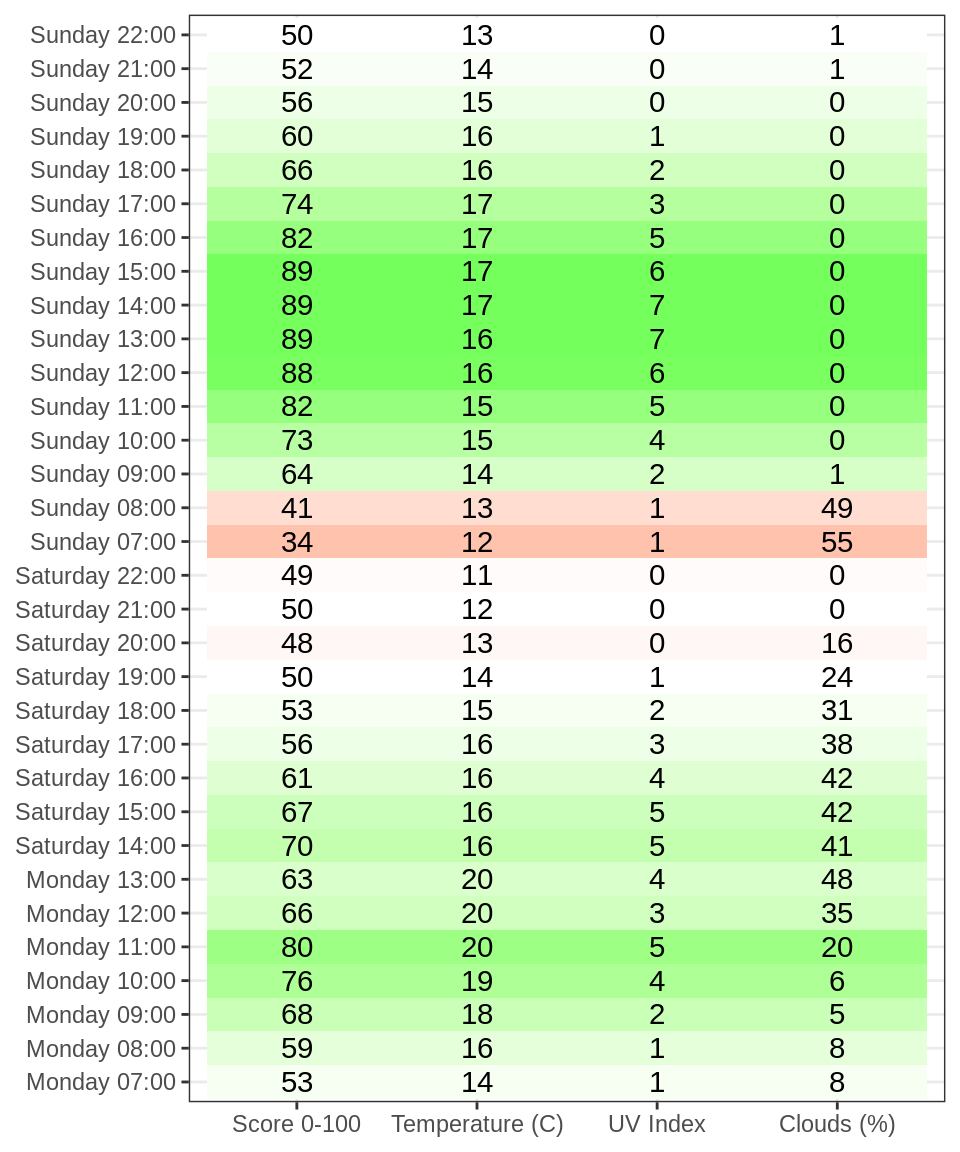 Sunday 22:00 50 13 0 1
Sunday 21:00 52 14 0 1
Sunday 20:00 56 15 0 0
Sunday 19:00 60 16 1 0
Sunday 18:00 66 16 2 0
Sunday 17:00 74 17 3 0
Sunday 16:00 82 17 5 0
Sunday 15:00 89 17 6 0
Sunday 14:00 89 17 7 0
Sunday 13:00 89 16 7 0
Sunday 12:00 88 16 6 0
Sunday 11:00 82 15 5 0
Sunday 10:00 73 15 4 0
Sunday 09:00 64 14 2 1
Sunday 08:00 41 13 1 49
Sunday 07:00 34 12 1 55
Saturday 22:00 49 11 0 0
Saturday 21:00 50 12 0 0
Saturday 20:00 48 13 0 16
Saturday 19:00 50 14 1 24
Saturday 18:00 53 15 2 31
Saturday 17:00 56 16 3 38
Saturday 16:00 61 16 4 42
Saturday 15:00 67 16 5 42
Saturday 14:00 70 16 5 41
Monday 13:00 63 20 4 48
Monday 12:00 66 20 3 35
Monday 11:00 80 20 5 20
Monday 10:00 76 19 4 6
Monday 09:00 68 18 2 5
Monday 08:00 59 16 1 8
Monday 07:00 53 14 1 8
Score 0-100 Temperature (C) UV Index Clouds (%)